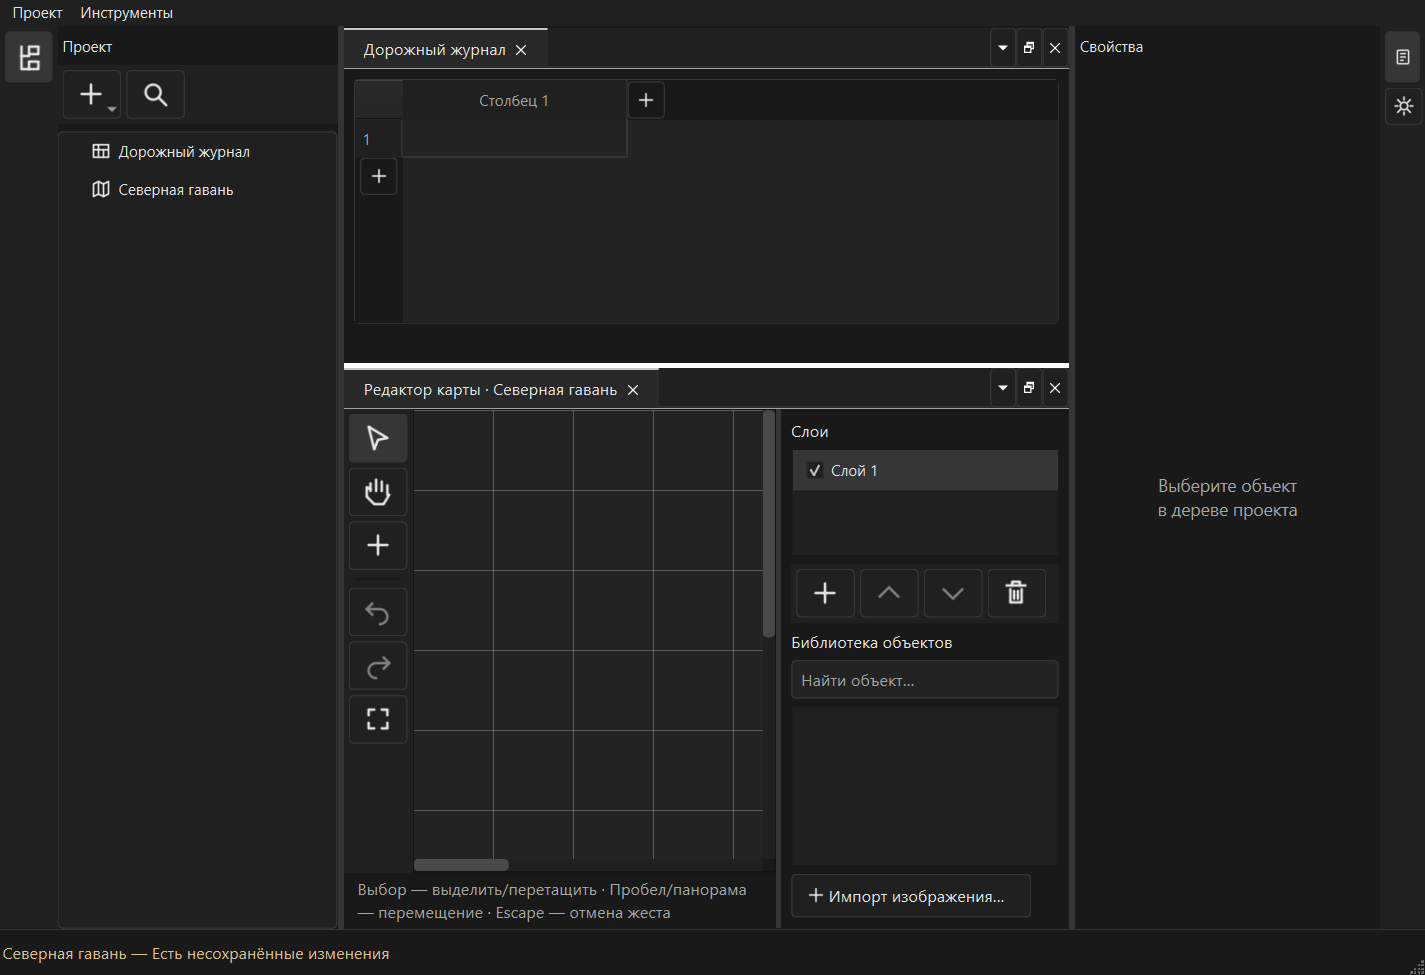 Проект Инструменты
Проект
Дорожный журнал
Северная гавань
Дорожный журнал
Столбец 1
1
Редактор карты · Северная гавань
Выбор — выделить/перетащить · Пробел/панорама
— перемещение · Escape — отмена жеста
Слои
Слой 1
Библиотека объектов
Найти объект...
Импорт изображения...
Свойства
Выберите объект
в дереве проекта
Северная гавань — Есть несохранённые изменения